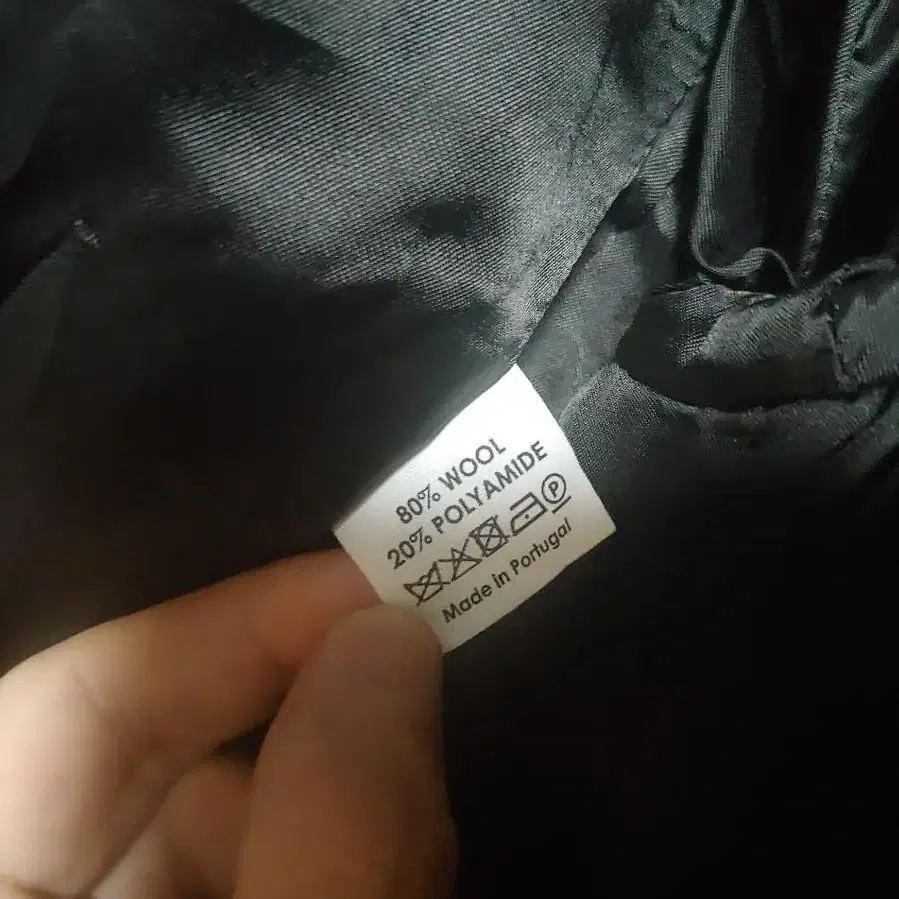 80% WOOL
20% POLYAMIDE
P
Made in Portugal